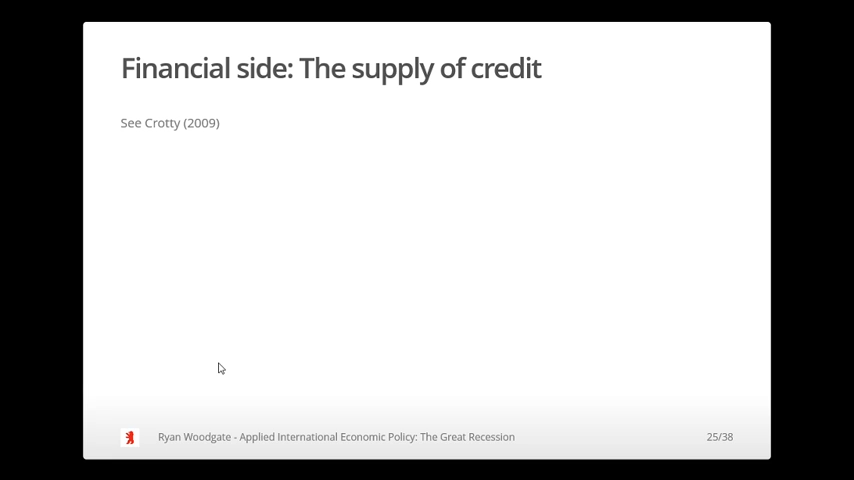 Financial side: The supply of credit
See Crotty (2009)
Ryan Woodgate - Applied International Economic Policy: The Great Recession
25/38